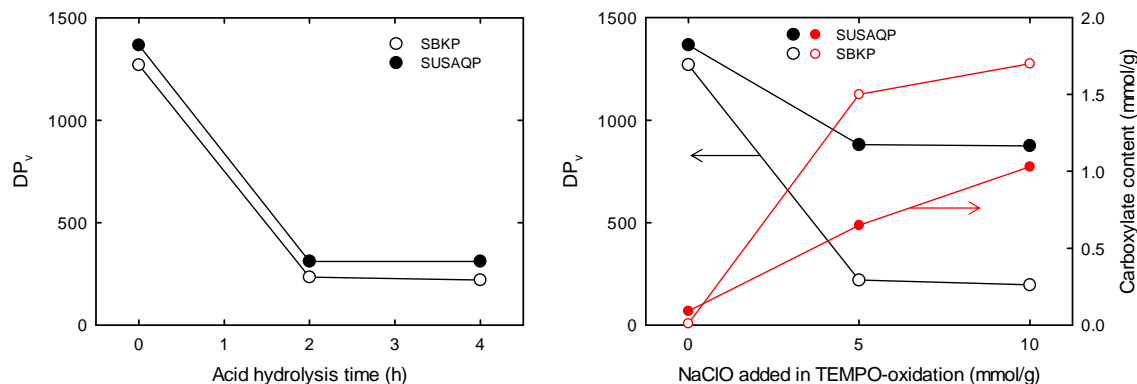 1500
1000
500
0
DPv
0
1
2
3
4
Acid hydrolysis time (h)
SBKP
SUSAQP
1500
1000
500
0
DPv
0
5
10
NaClO added in TEMPO-oxidation (mmol/g)
SUSAQP
SBKP
2.0
1.5
1.0
0.5
0.0
Carboxylate content (mmol/g)